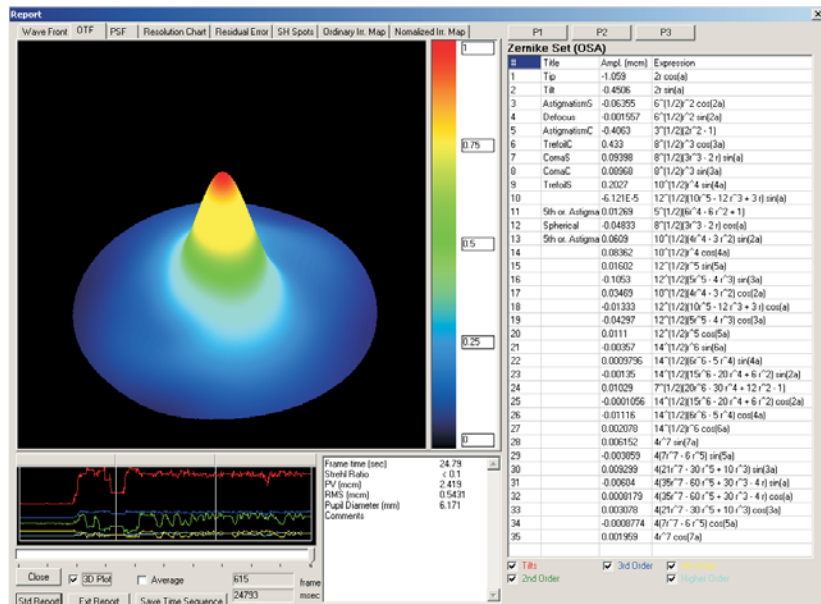 Report
Wave Front OTF PSF Resolution Chart Residual Error SH Spots Ordinary Irr. Map Nomalized Irr. Map
P1 P2 P3
Zernike Set (OSA)
# Title Ampl. (mcm) Expression
1 Tip -1.059 2r cos(a)
2 Tilt -0.4506 2r sin(a)
3 AstigmatismS -0.06355 6^(1/2)r^2 cos(2a)
4 Defocus -0.001557 6^(1/2)r^2 sin(2a)
5 AstigmatismC -0.4063 3^(1/2)(2r^2 - 1)
6 TrefoilC 0.433 8^(1/2)r^3 cos(3a)
7 ComaS 0.09398 8^(1/2)(3r^3 - 2 r) sin(a)
8 ComaC 0.08968 8^(1/2)r^3 sin(3a)
9 TrefoilS 0.2027 10^(1/2)r^4 sin(4a)
10 -6.121E-5 12^(1/2)(10r^5 - 12 r^3 + 3 r) sin(a)
11 5th or. Astigma 0.01269 5^(1/2)(6r^4 - 6 r^2 + 1)
12 Spherical -0.04833 8^(1/2)(3r^3 - 2 r) cos(a)
13 5th or. Astigma 0.0609 10^(1/2)(4r^4 - 3 r^2) sin(2a)
14 0.08362 10^(1/2)r^4 cos(4a)
15 0.01602 12^(1/2)r^5 sin(5a)
16 -0.1053 12^(1/2)(5r^5 - 4 r^3) sin(3a)
17 0.03469 10^(1/2)(4r^4 - 3 r^2) cos(2a)
18 -0.01333 12^(1/2)(10r^5 - 12 r^3 + 3 r) cos(a)
19 -0.04297 12^(1/2)(5r^5 - 4 r^3) cos(3a)
20 0.0111 12^(1/2)r^5 cos(5a)
21 -0.00357 14^(1/2)r^6 sin(6a)
22 0.0009796 14^(1/2)(6r^6 - 5 r^4) sin(4a)
23 -0.00135 14^(1/2)(15r^6 - 20 r^4 + 6 r^2) sin(2a)
24 0.01029 7^(1/2)(20r^6 - 30 r^4 + 12 r^2 - 1)
25 -0.0001056 14^(1/2)(15r^6 - 20 r^4 + 6 r^2) cos(2a)
26 -0.01116 14^(1/2)(6r^6 - 5 r^4) cos(4a)
27 0.002078 14^(1/2)r^6 cos(6a)
28 0.006152 4r^7 sin(7a)
29 -0.003859 4(7r^7 - 6 r^5) sin(5a)
30 0.009299 4(21r^7 - 30 r^5 + 10 r^3) sin(3a)
31 -0.00604 4(35r^7 - 60 r^5 + 30 r^3 - 4 r) sin(a)
32 0.0008179 4(35r^7 - 60 r^5 + 30 r^3 - 4 r) cos(a)
33 0.003078 4(21r^7 - 30 r^5 + 10 r^3) cos(3a)
34 -0.0008774 4(7r^7 - 6 r^5) cos(5a)
35 0.001959 4r^7 cos(7a)
1
0.75
0.5
0.25
0
Frame time (sec) 24.79
Strehl Ratio < 0.1
PV (mcm) 2.419
RMS (mcm) 0.5431
Pupil Diameter (mm) 6.171
Comments
Tilts 3rd Order
2nd Order Higher Order
Close 3D Plot Average 615 frame
Std Report Ext Report Save Time Sequence 24793 msec